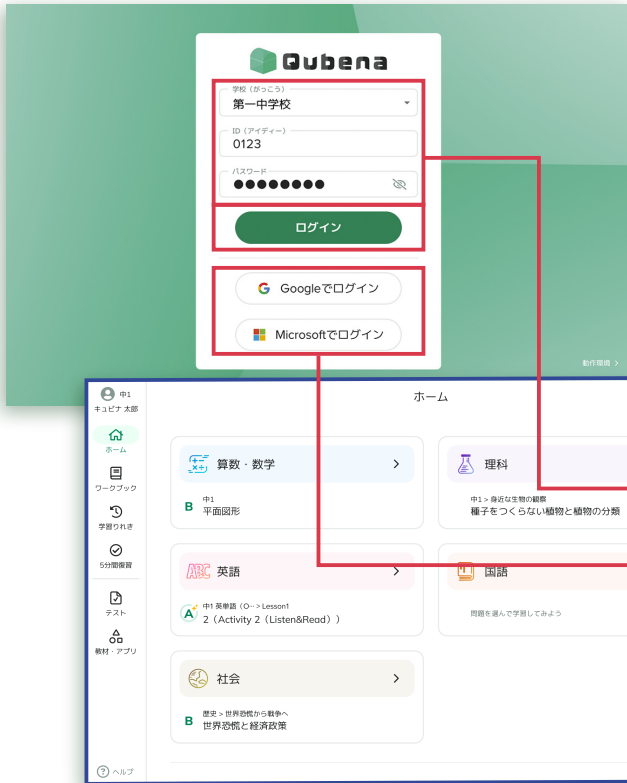 Qubena
学校（がっこう）
第一中学校
ID（アイディー）
0123
パスワード
●●●●●●●●
ログイン
Googleでログイン
Microsoftでログイン
動作環境 >
中1
キュビナ 太郎
ホーム
ホーム
ワークブック
学習りれき
5分間復習
テスト
教材・アプリ
ヘルプ
算数・数学
B
中1
平面図形
理科
中1 > 身近な生物の観察
種子をつくらない植物と植物の分類
ABC
英語
A+
中1 英単語（O… > Lesson1
2（Activity 2（Listen&Read））
国語
問題を選んで学習してみよう
社会
B
歴史 > 世界恐慌から戦争へ
世界恐慌と経済政策